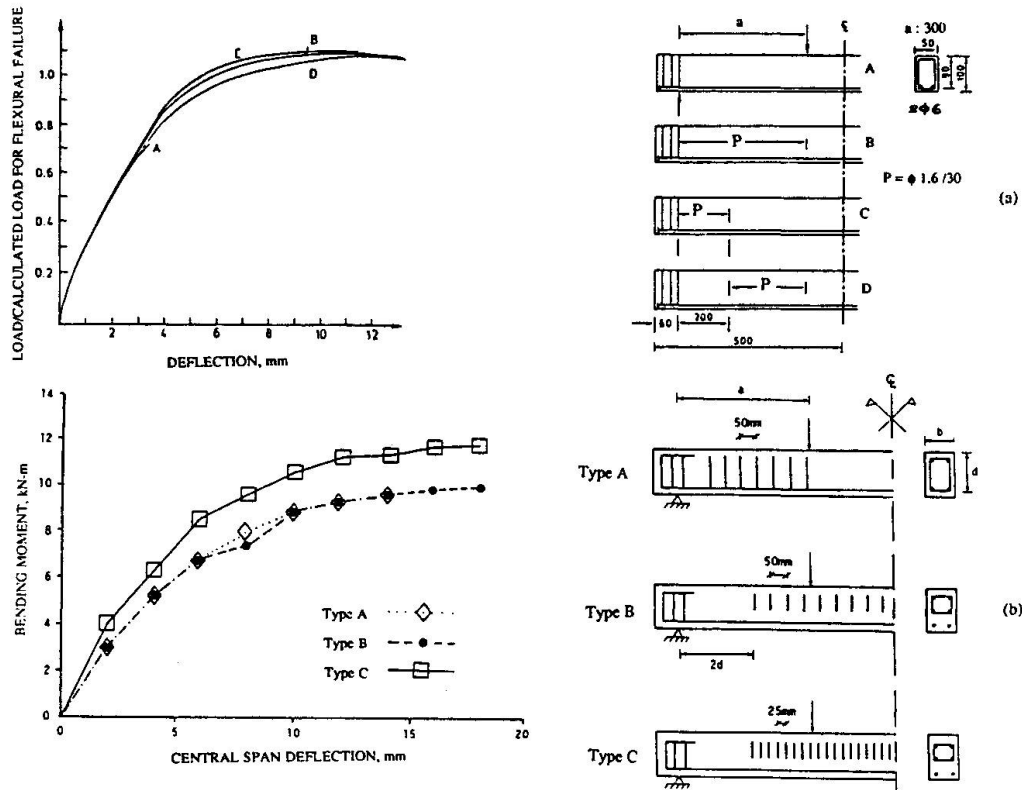 LOAD/CALCULATED LOAD FOR FLEXURAL FAILURE
1.0
0.8
0.6
0.4
0.2
2
4
6
8
10
12
C
B
D
A
DEFLECTION, mm
a
℄
a : 300
50
A
90
100
2ϕ6
P
B
P = ϕ 1.6 /30
(a)
P
C
P
D
60
200
500
BENDING MOMENT, kN-m
14
12
10
8
6
4
2
0
0
5
10
15
20
Type A
Type B
Type C
CENTRAL SPAN DEFLECTION, mm
a
℄
50mm
b
Type A
d
50mm
Type B
(b)
2d
25mm
Type C